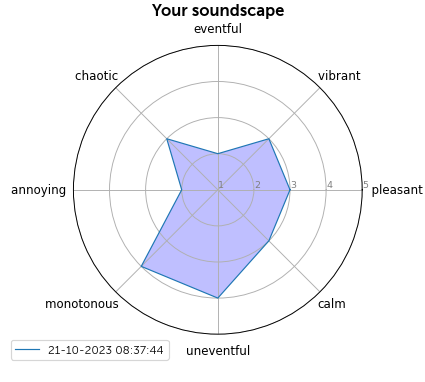 Your soundscape
eventful
chaotic
vibrant
annoying
1
2
3
4
5
pleasant
monotonous
calm
21-10-2023 08:37:44
uneventful